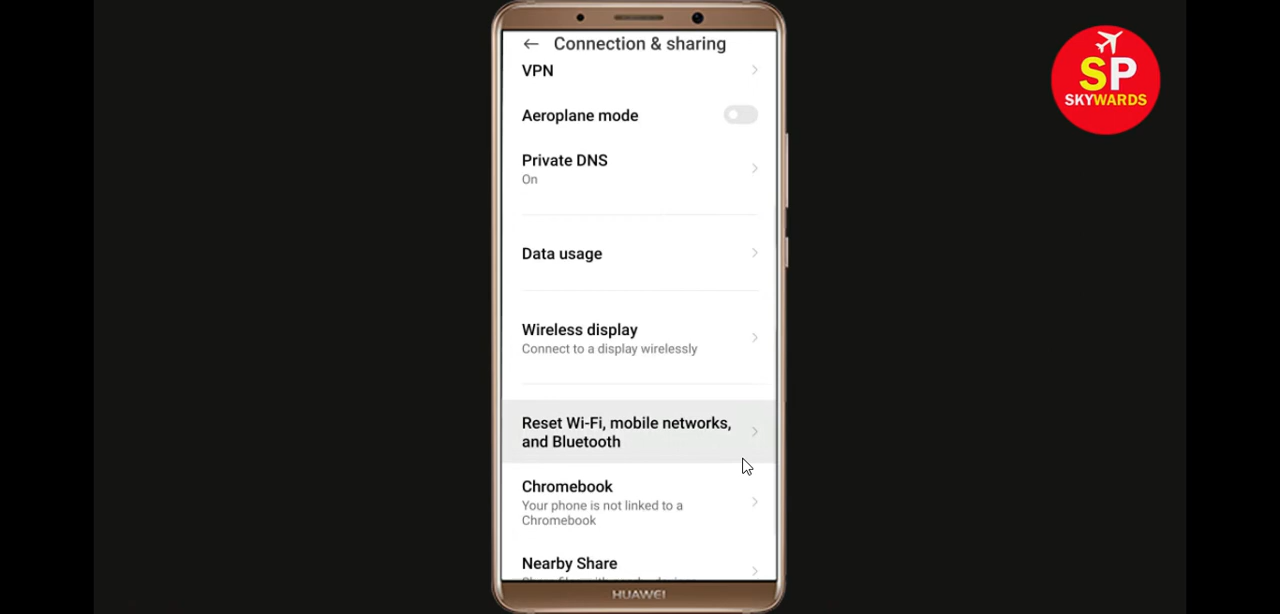 Connection & sharing
VPN
Aeroplane mode
Private DNS
On
Data usage
Wireless display
Connect to a display wirelessly
Reset Wi-Fi, mobile networks,
and Bluetooth
Chromebook
Your phone is not linked to a
Chromebook
Nearby Share
HUAWEI
SP
SKYWARDS